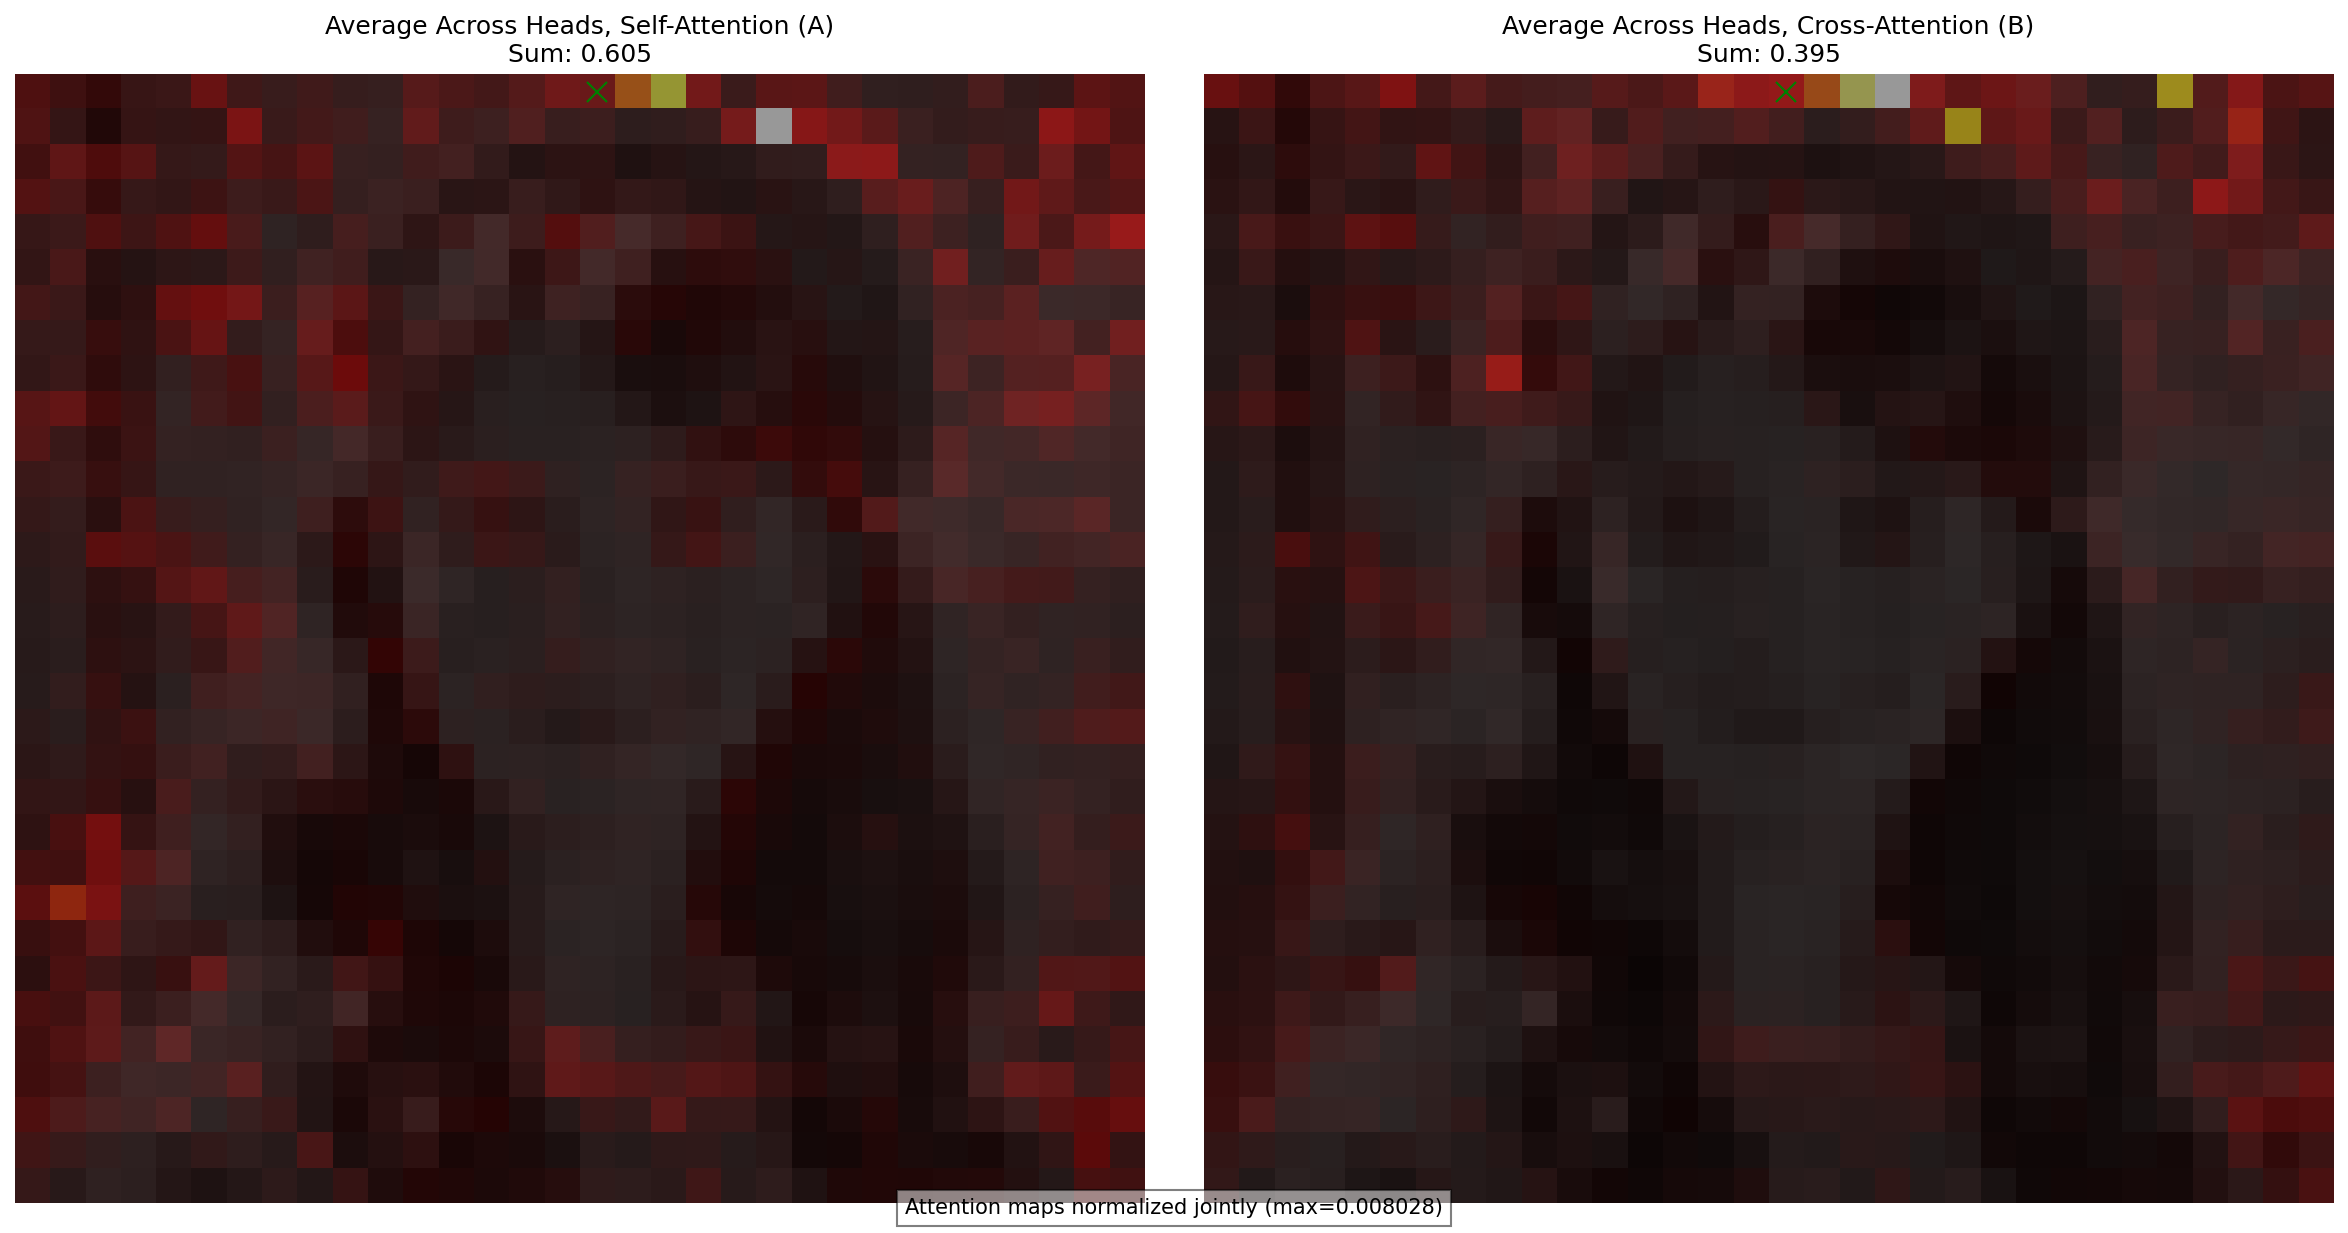 Average Across Heads, Self-Attention (A)
Sum: 0.605
Average Across Heads, Cross-Attention (B)
Sum: 0.395
Attention maps normalized jointly (max=0.008028)